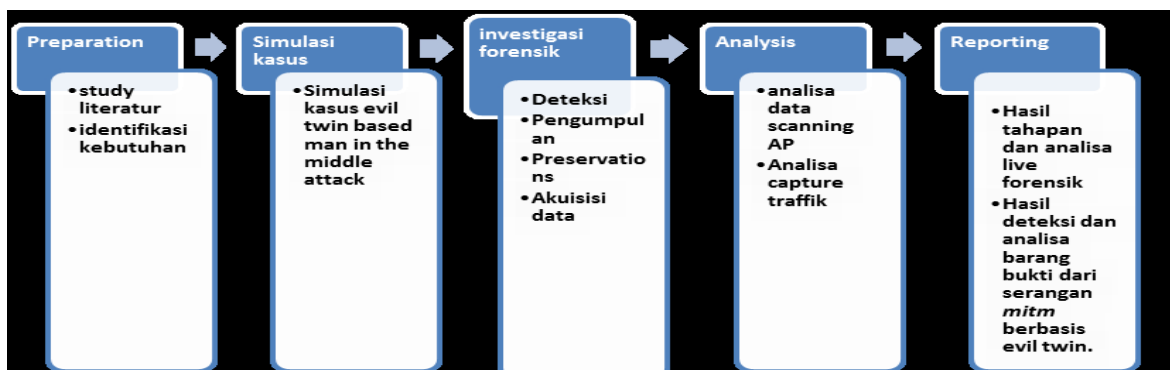 Preparation
•study
literatur
•identifikasi
kebutuhan
Simulasi
kasus
•Simulasi
kasus evil
twin based
man in the
middle
attack
investigasi
forensik
•Deteksi
•Pengumpul
an
•Preservatio
ns
•Akuisisi
data
Analysis
•analisa
data
scanning
AP
•Analisa
capture
traffik
Reporting
•Hasil
tahapan
dan analisa
live
forensik
•Hasil
deteksi dan
analisa
barang
bukti dari
serangan
mitm
berbasis
evil twin.